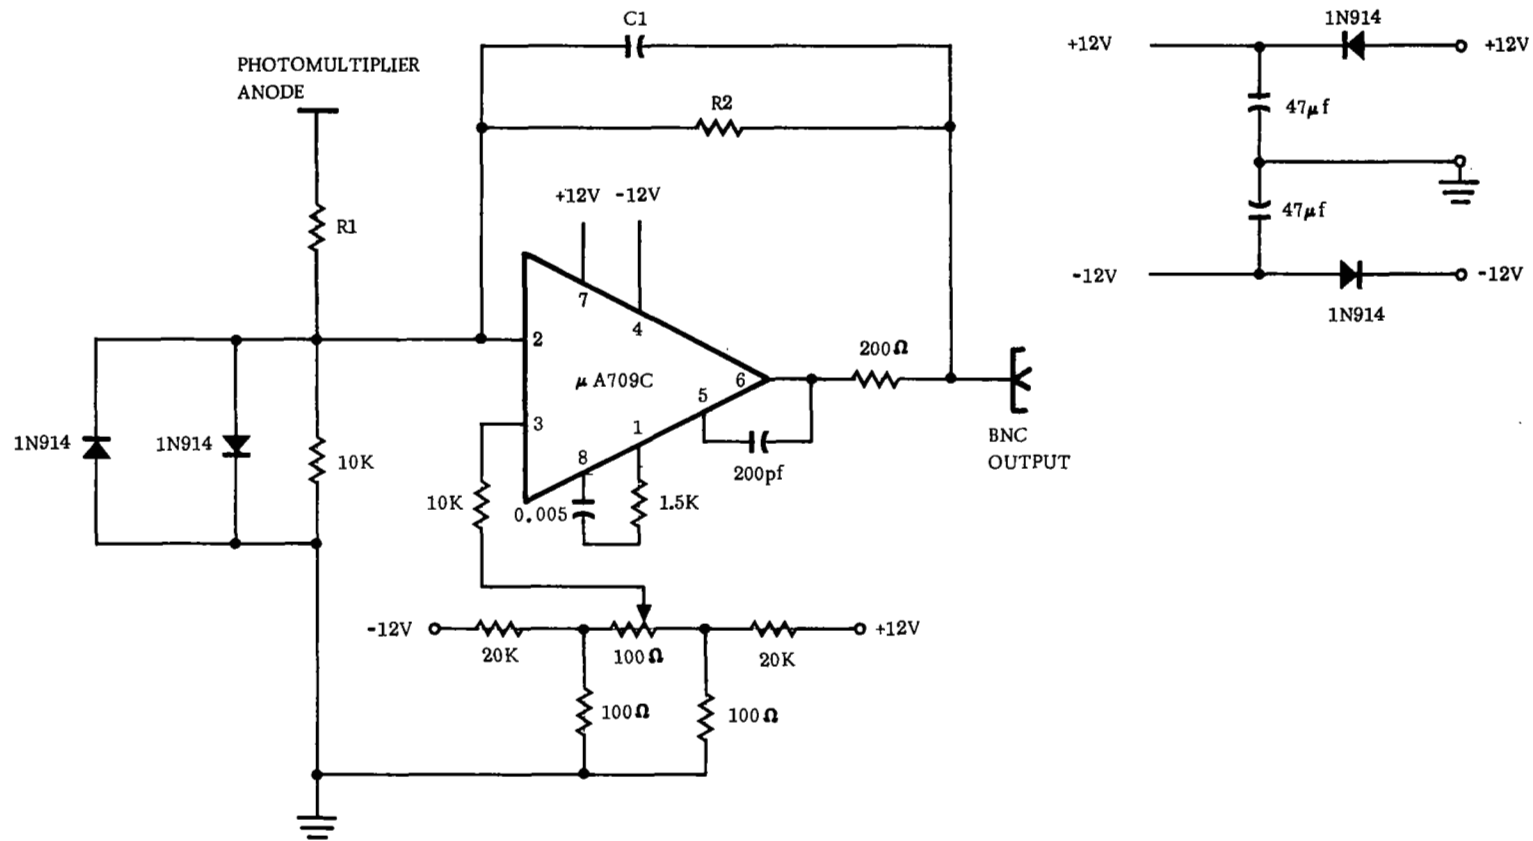 C1
1N914
+12V
+12V
PHOTOMULTIPLIER
ANODE
R2
47μf
+12V -12V
R1
47μf
7
4
-12V
-12V
1N914
2
200Ω
μA709C
6
5
3
1
1N914
1N914
10K
8
BNC
OUTPUT
200pf
10K
0.005
1.5K
-12V
20K
100Ω
20K
+12V
100Ω
100Ω